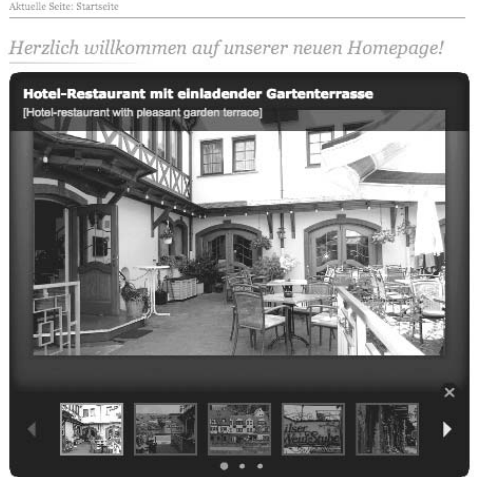 Aktuelle Seite: Startseite
Herzlich willkommen auf unserer neuen Homepage!
Hotel-Restaurant mit einladender Gartenterrasse
[Hotel-restaurant with pleasant garden terrace]